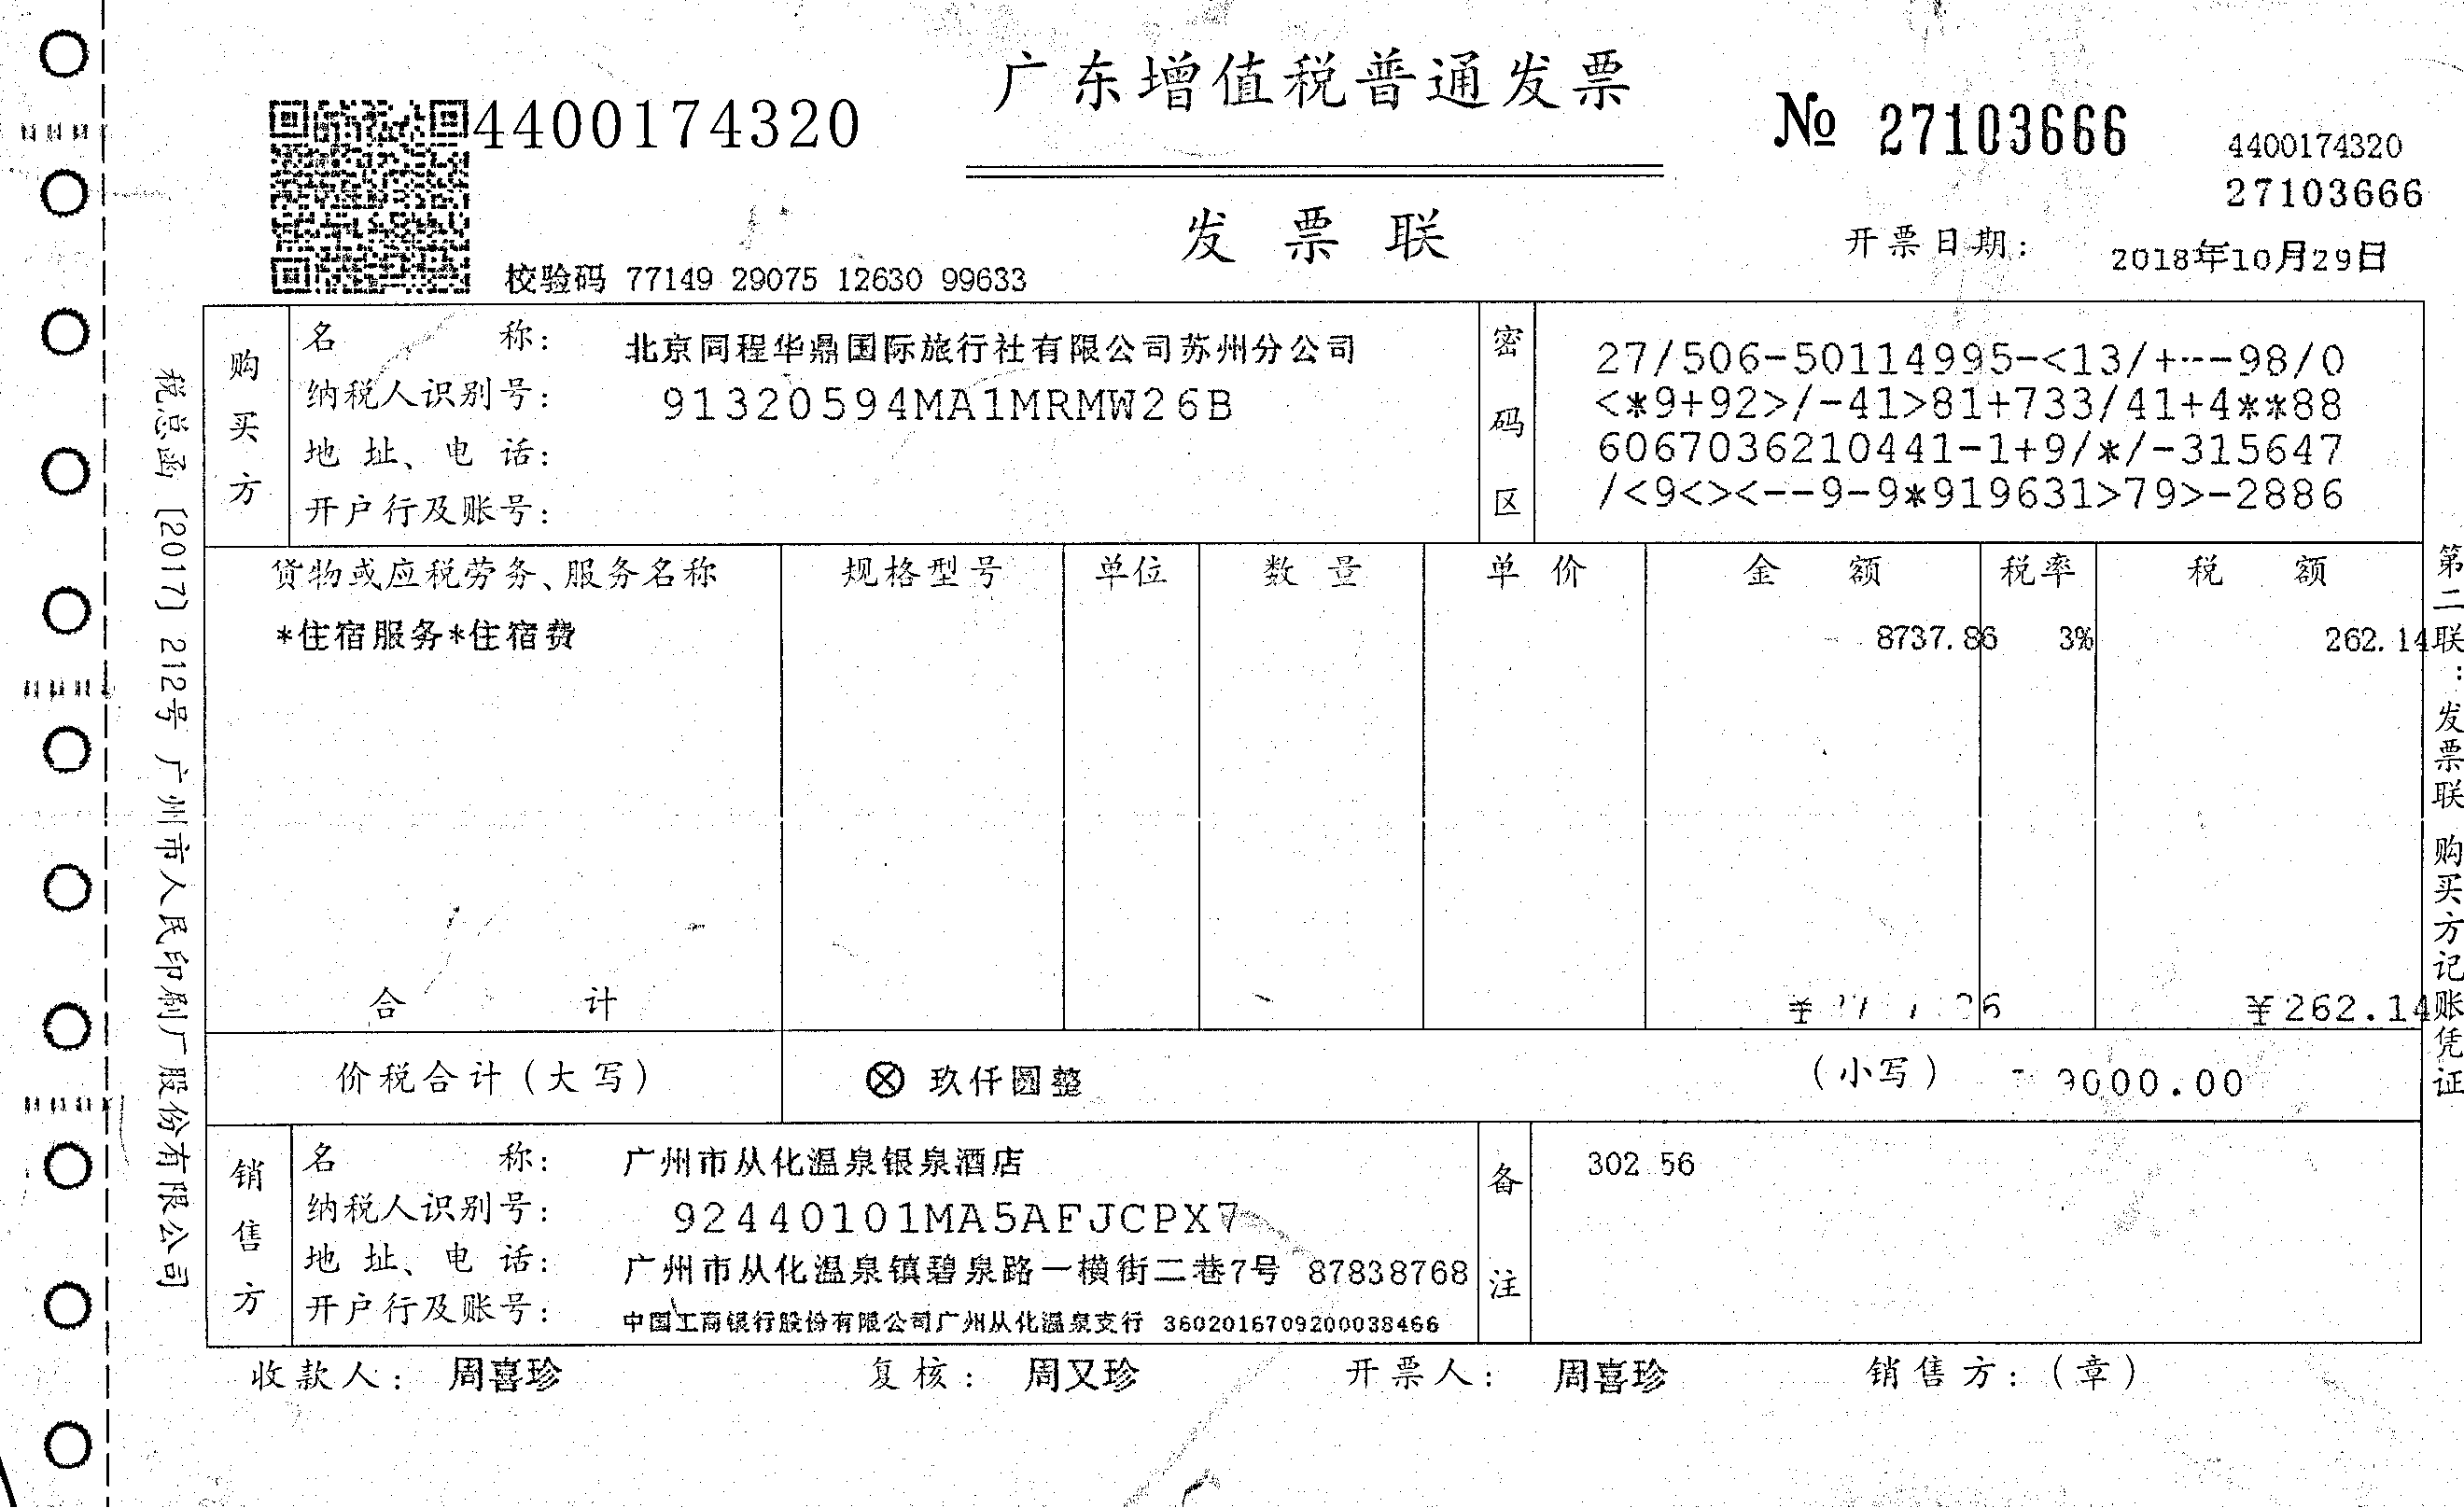 广东增值税普通发票
4400174320
№ 27103666
4400174320
27103666
发票联
校验码 77149 29075 12630 99633
开票日期: 2018年10月29日
购买方
名称: 北京同程华鼎国际旅行社有限公司苏州分公司
纳税人识别号: 91320594MA1MRMW26B
地址、电话:
开户行及账号:
密码区
27/506-50114995-<13/+---98/0
<*9+92>/-41>81+733/41+4**88
6067036210441-1+9/*/-315647
/<9<><--9-9*919631>79>-2886
货物或应税劳务、服务名称 规格型号 单位 数量 单价 金额 税率 税额
*住宿服务*住宿费 8737.86 3% 262.14
合计 ¥ ¥262.14
价税合计(大写) ⊗ 玖仟圆整 (小写) 9000.00
销售方
名称: 广州市从化温泉银泉酒店
纳税人识别号: 92440101MA5AFJCPX7
地址、电话: 广州市从化温泉镇碧泉路一横街二巷7号 87838768
开户行及账号: 中国工商银行股份有限公司广州从化温泉支行 3602016709200038466
备注
302 56
收款人: 周喜珍 复核: 周又珍 开票人: 周喜珍 销售方:(章)
税总函[2017]212号 广州市人民印刷厂股份有限公司
第二联:发票联 购买方记账凭证